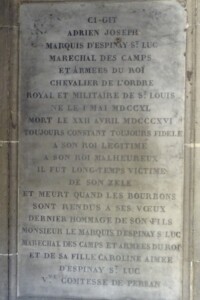 CI-GIT
ADRIEN JOSEPH
MARQUIS D'ESPINAY ST. LUC
MARECHAL DES CAMPS
ET ARMÉES DU ROI
CHEVALIER DE L'ORDRE
ROYAL ET MILITAIRE DE ST. LOUIS
NE LE 1 MAI MDCCXL
MORT LE XXII AVRIL MDCCCXVI
TOUJOURS CONSTANT TOUJOURS FIDELE
A SON ROI LEGITIME
A SON ROI MALHEUREUX
IL FUT LONG-TEMPS VICTIME
DE SON ZELE
ET MEURT QUAND LES BOURBONS
SONT RENDUS A SES VŒUX
DERNIER HOMMAGE DE SON FILS
MONSIEUR LE MARQUIS D'ESPINAY ST. LUC
MARECHAL DES CAMPS ET ARMEES DU ROI
ET DE SA FILLE CAROLINE AIMEE
D'ESPINAY ST. LUC
COMTESSE DE PERSAN